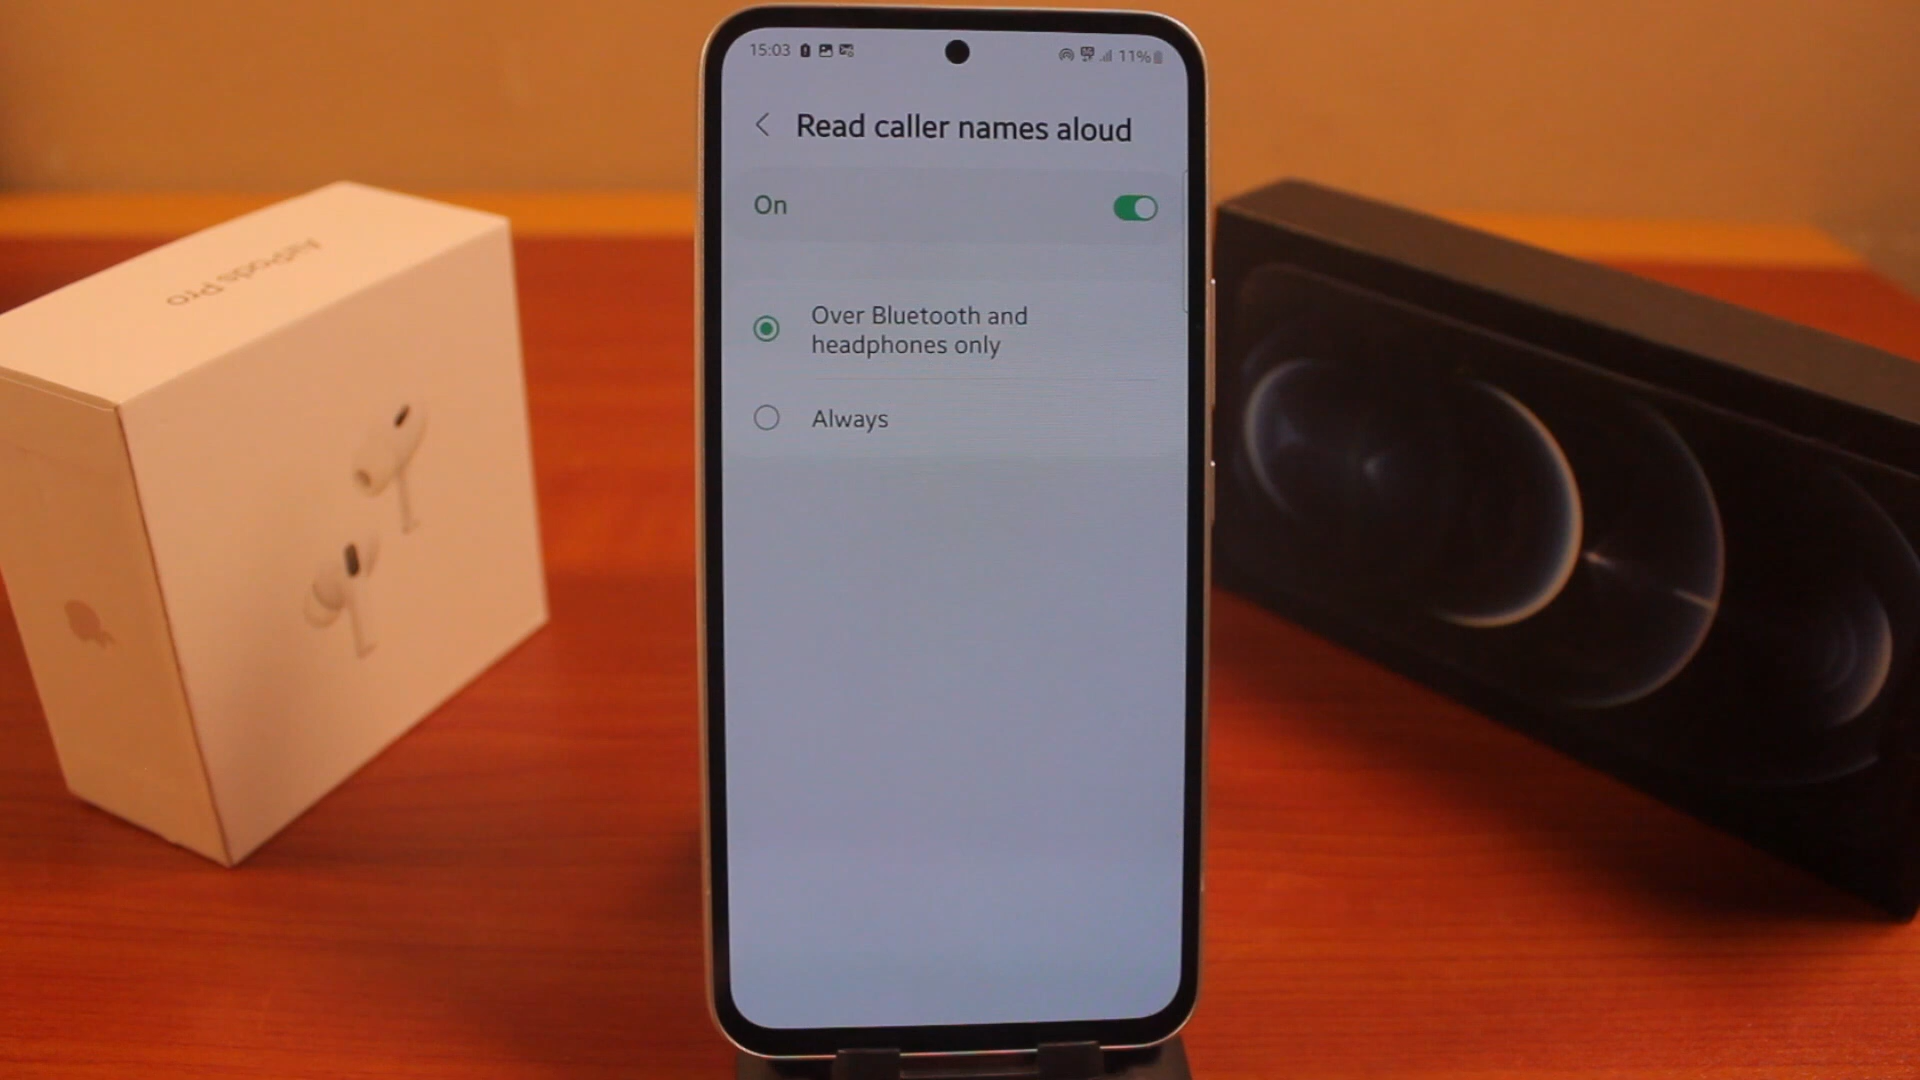 15:03
11%
Read caller names aloud
On
Over Bluetooth and
headphones only
Always
AirPods Pro